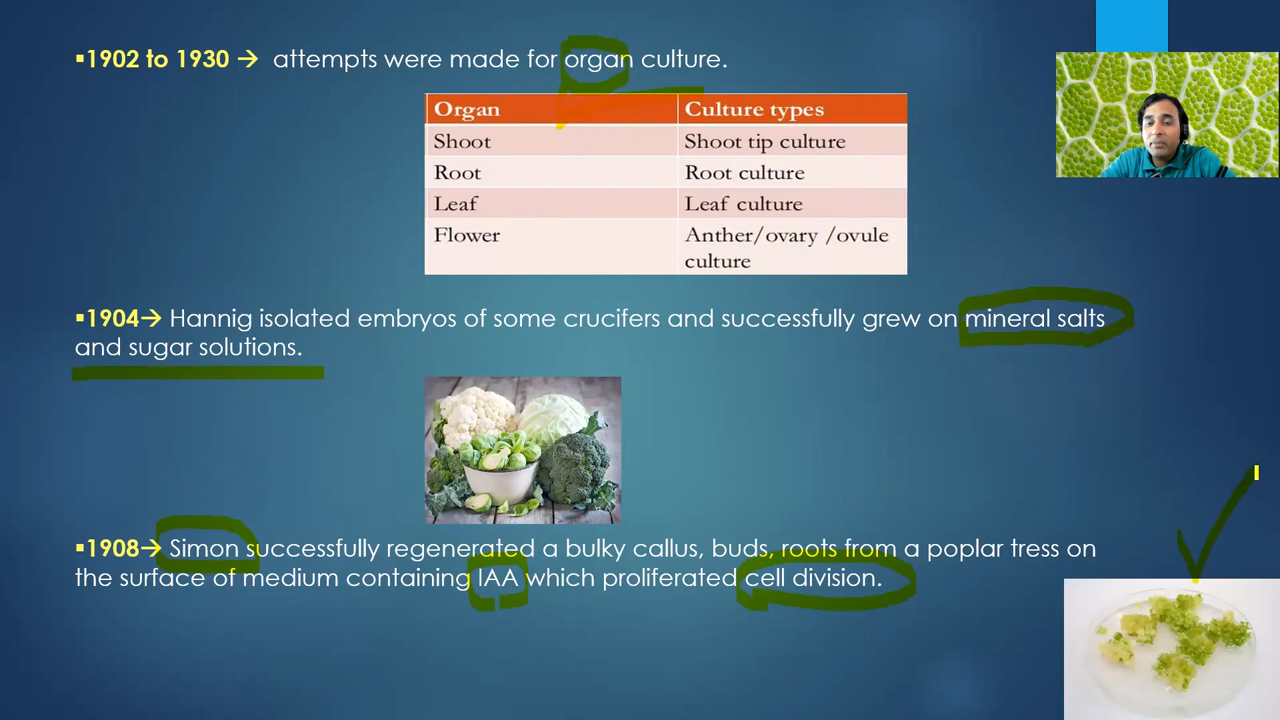 ▪1902 to 1930 → attempts were made for organ culture.
Organ Culture types
Shoot Shoot tip culture
Root Root culture
Leaf Leaf culture
Flower Anther/ovary /ovule
culture
▪1904→ Hannig isolated embryos of some crucifers and successfully grew on mineral salts
and sugar solutions.
▪1908→ Simon successfully regenerated a bulky callus, buds, roots from a poplar tress on
the surface of medium containing IAA which proliferated cell division.